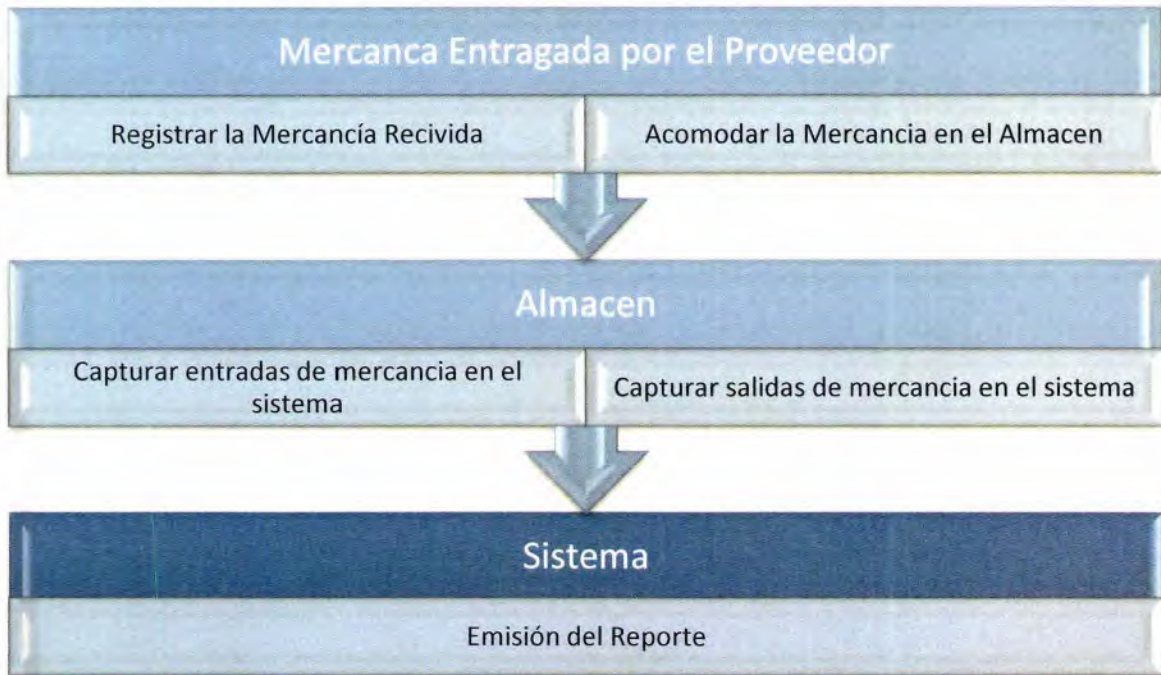 Mercanca Entragada por el Proveedor
Registrar la Mercancía Recivida
Acomodar la Mercancia en el Almacen
Almacen
Capturar entradas de mercancia en el
sistema
Capturar salidas de mercancia en el sistema
Sistema
Emisión del Reporte